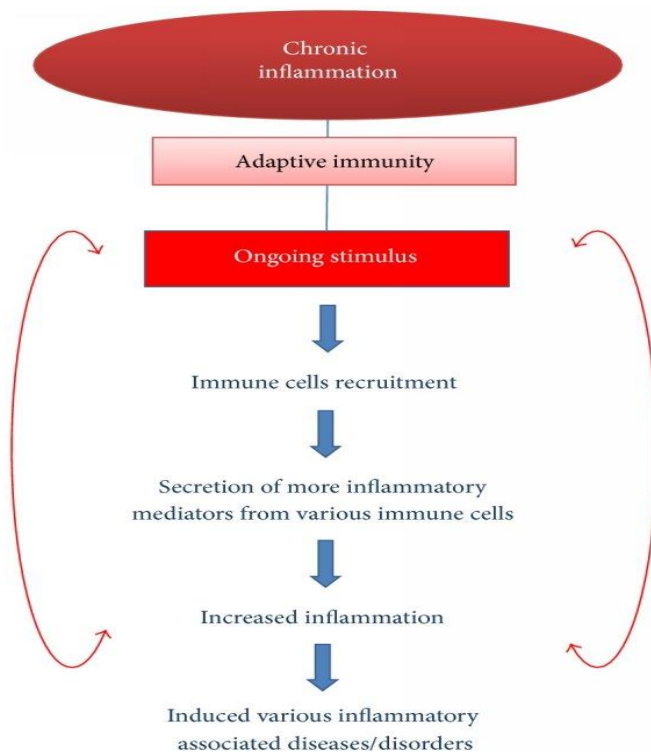 Chronic
inflammation
Adaptive immunity
Ongoing stimulus
Immune cells recruitment
Secretion of more inflammatory
mediators from various immune cells
Increased inflammation
Induced various inflammatory
associated diseases/disorders